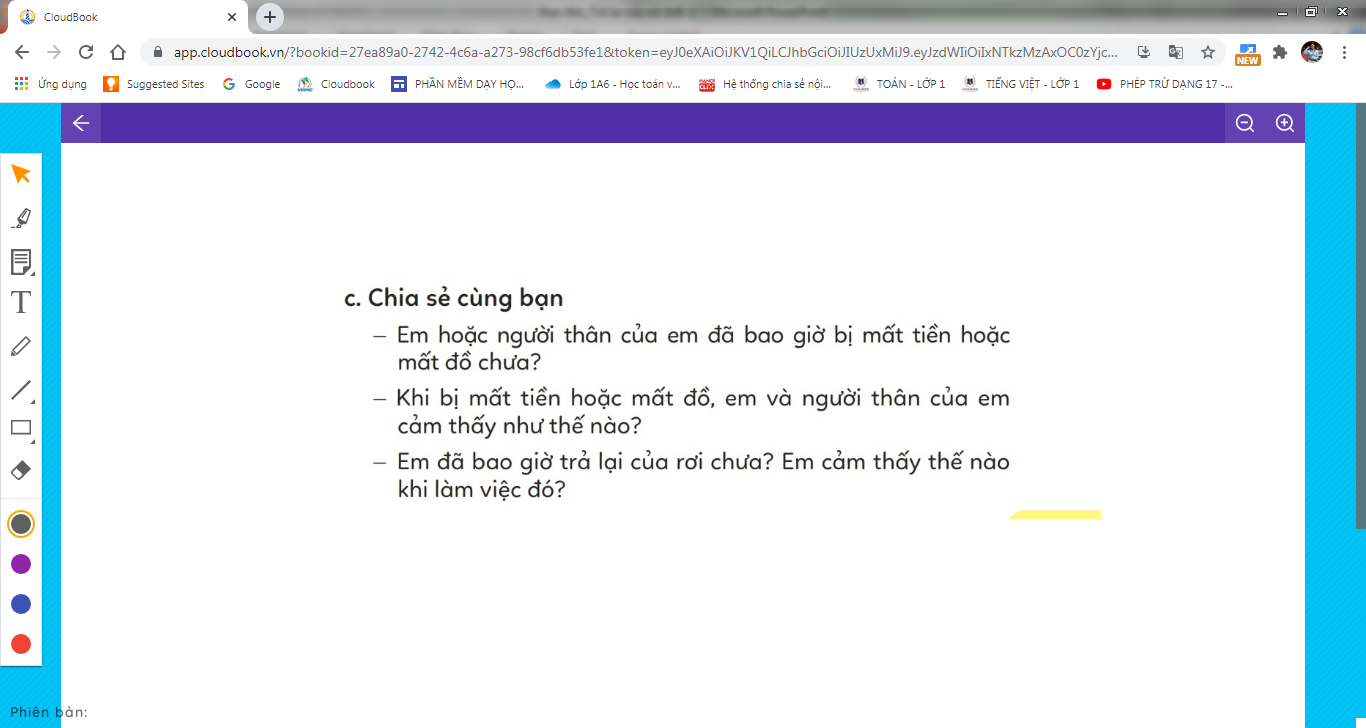 CloudBook
app.cloudbook.vn/?bookid=27ea89a0-2742-4c6a-a273-98cf6db53fe1&token=eyJ0eXAiOiJKV1QiLCJhbGciOiJIUzUxMiJ9.eyJzdWIiOiIxNTkzMzAxOC0zYjc...
NEW
Ứng dụng Suggested Sites Google Cloudbook PHẦN MỀM DẠY HỌ... Lớp 1A6 - Học toán v... Hệ thống chia sẻ nội... TOÁN - LỚP 1 TIẾNG VIỆT - LỚP 1 PHÉP TRỪ DẠNG 17 -...
T
c. Chia sẻ cùng bạn
– Em hoặc người thân của em đã bao giờ bị mất tiền hoặc
mất đồ chưa?
– Khi bị mất tiền hoặc mất đồ, em và người thân của em
cảm thấy như thế nào?
– Em đã bao giờ trả lại của rơi chưa? Em cảm thấy thế nào
khi làm việc đó?
Phiên bản: